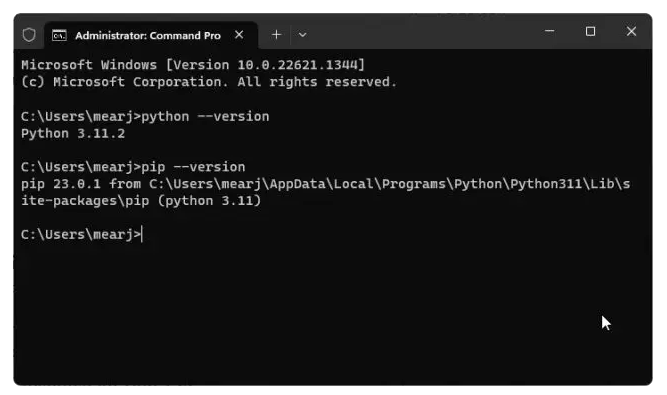 Administrator: Command Pro
Microsoft Windows [Version 10.0.22621.1344]
(c) Microsoft Corporation. All rights reserved.
C:\Users\mearj>python --version
Python 3.11.2
C:\Users\mearj>pip --version
pip 23.0.1 from C:\Users\mearj\AppData\Local\Programs\Python\Python311\Lib\s
ite-packages\pip (python 3.11)
C:\Users\mearj>